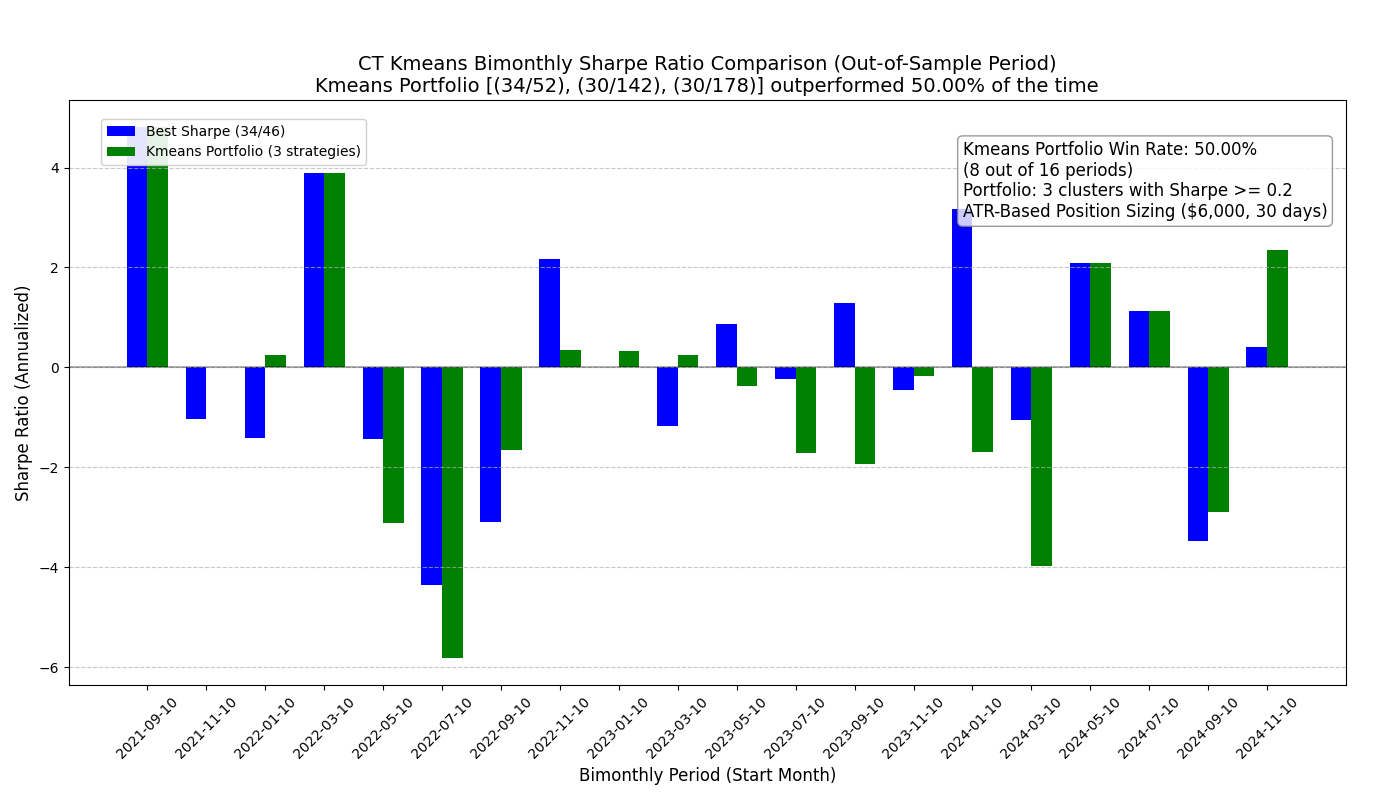 CT Kmeans Bimonthly Sharpe Ratio Comparison (Out-of-Sample Period)
Kmeans Portfolio [(34/52), (30/142), (30/178)] outperformed 50.00% of the time
Best Sharpe (34/46)
Kmeans Portfolio (3 strategies)
Kmeans Portfolio Win Rate: 50.00%
(8 out of 16 periods)
Portfolio: 3 clusters with Sharpe >= 0.2
ATR-Based Position Sizing ($6,000, 30 days)
Sharpe Ratio (Annualized)
4
2
0
−2
−4
−6
2021-09-10
2021-11-10
2022-01-10
2022-03-10
2022-05-10
2022-07-10
2022-09-10
2022-11-10
2023-01-10
2023-03-10
2023-05-10
2023-07-10
2023-09-10
2023-11-10
2024-01-10
2024-03-10
2024-05-10
2024-07-10
2024-09-10
2024-11-10
Bimonthly Period (Start Month)